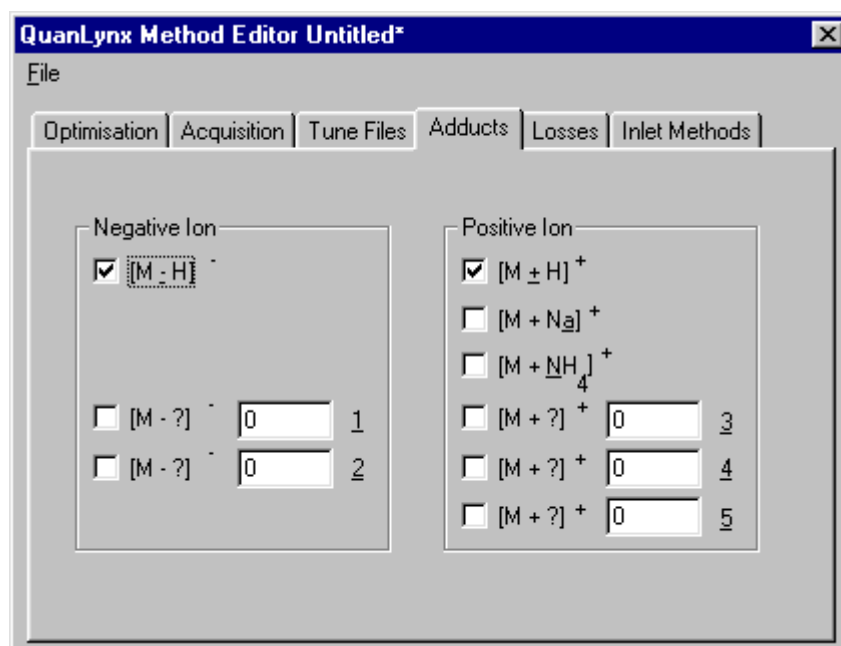 QuanLynx Method Editor Untitled*
File
Optimisation Acquisition Tune Files Adducts Losses Inlet Methods
Negative Ion
[M - H] -
[M - ?] - 0 1
[M - ?] - 0 2
Positive Ion
[M + H] +
[M + Na] +
[M + NH4] +
[M + ?] + 0 3
[M + ?] + 0 4
[M + ?] + 0 5